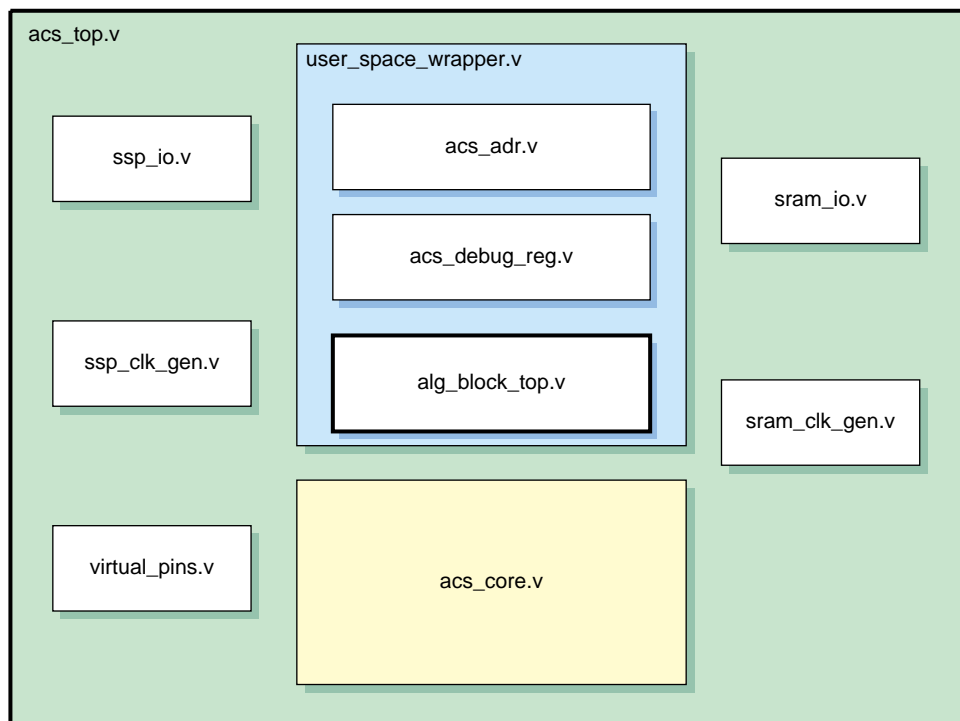 acs_top.v
user_space_wrapper.v
acs_adr.v
ssp_io.v
sram_io.v
acs_debug_reg.v
ssp_clk_gen.v
alg_block_top.v
sram_clk_gen.v
virtual_pins.v
acs_core.v